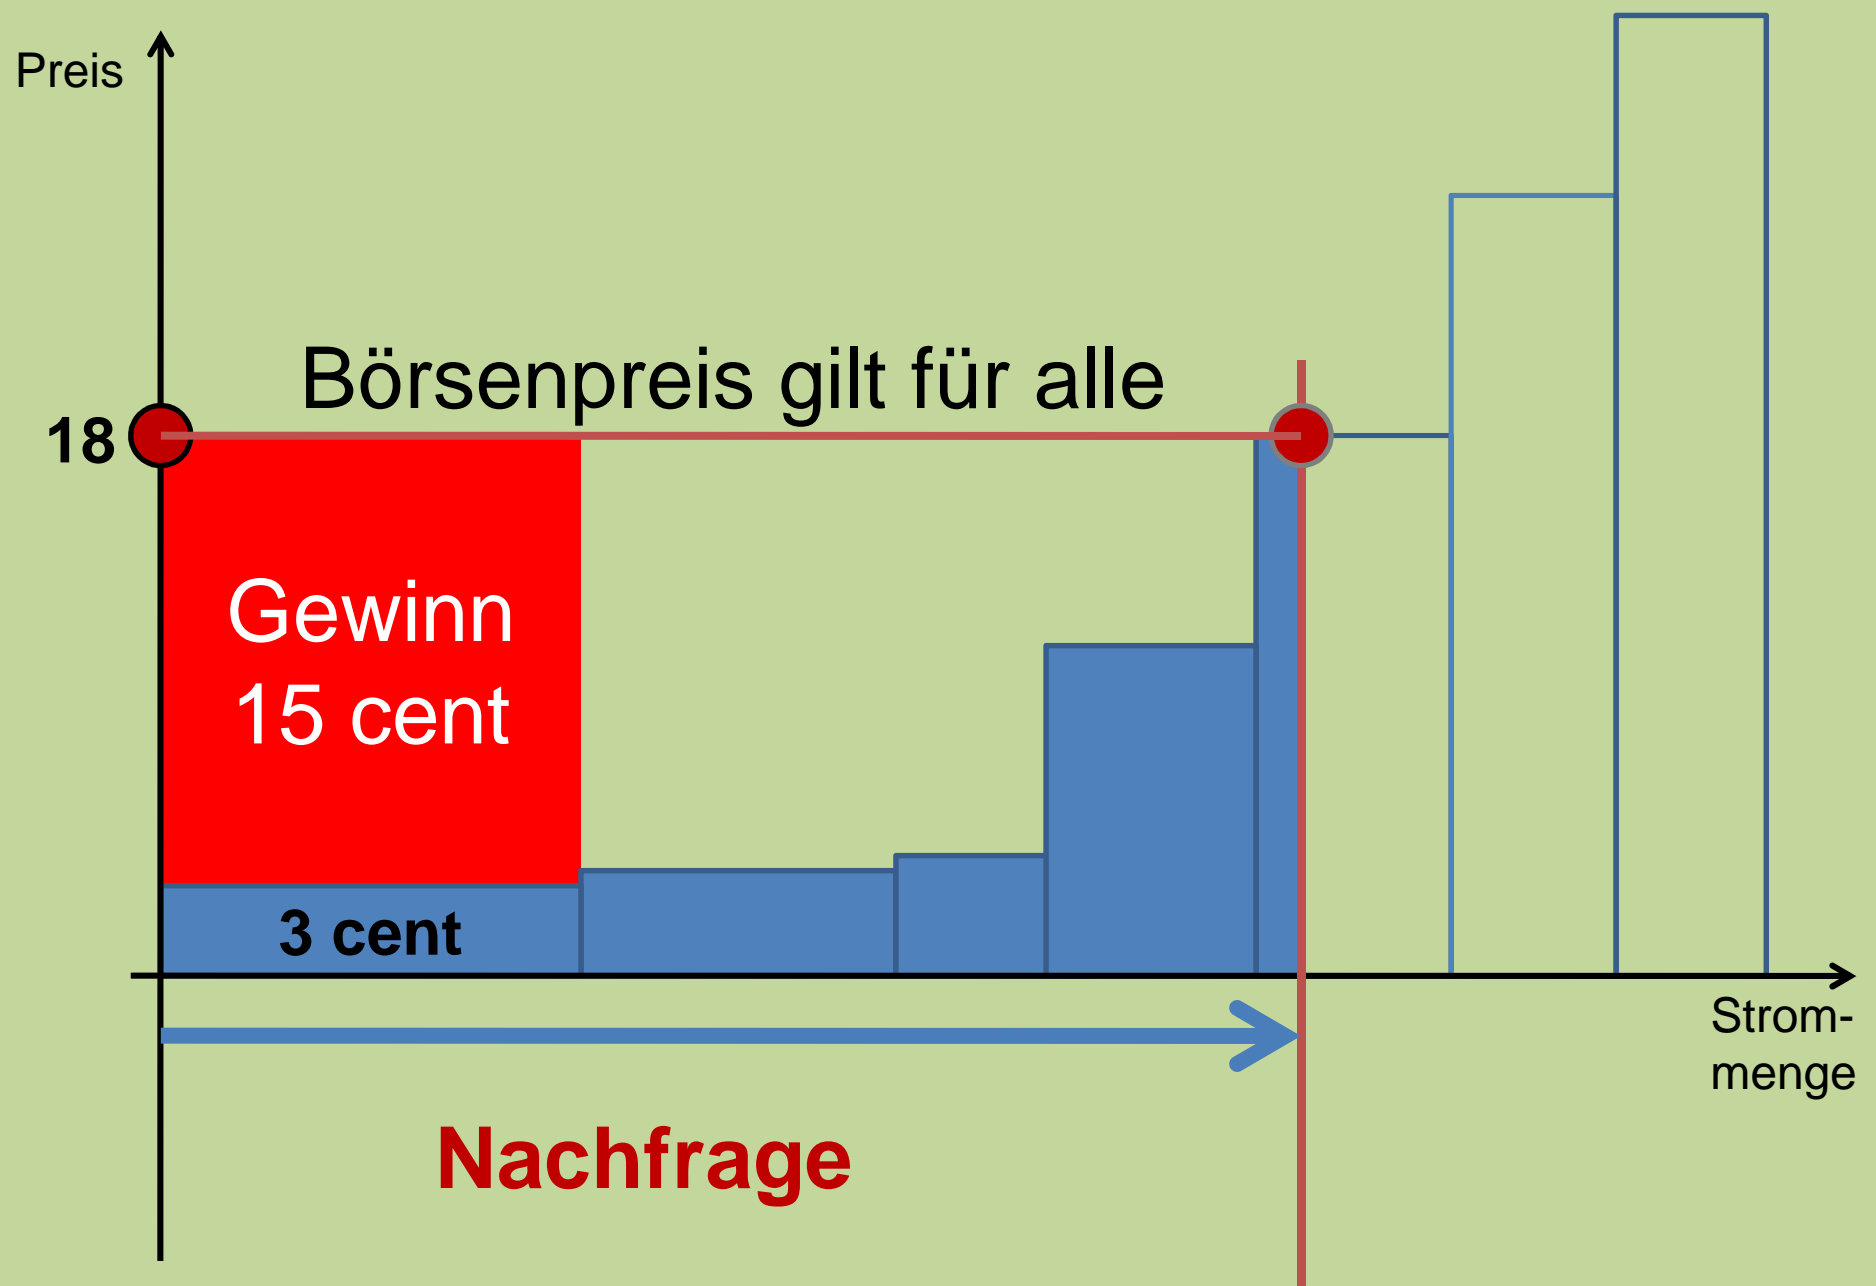 Preis
Börsenpreis gilt für alle
18
Gewinn
15 cent
3 cent
Strom-
menge
Nachfrage